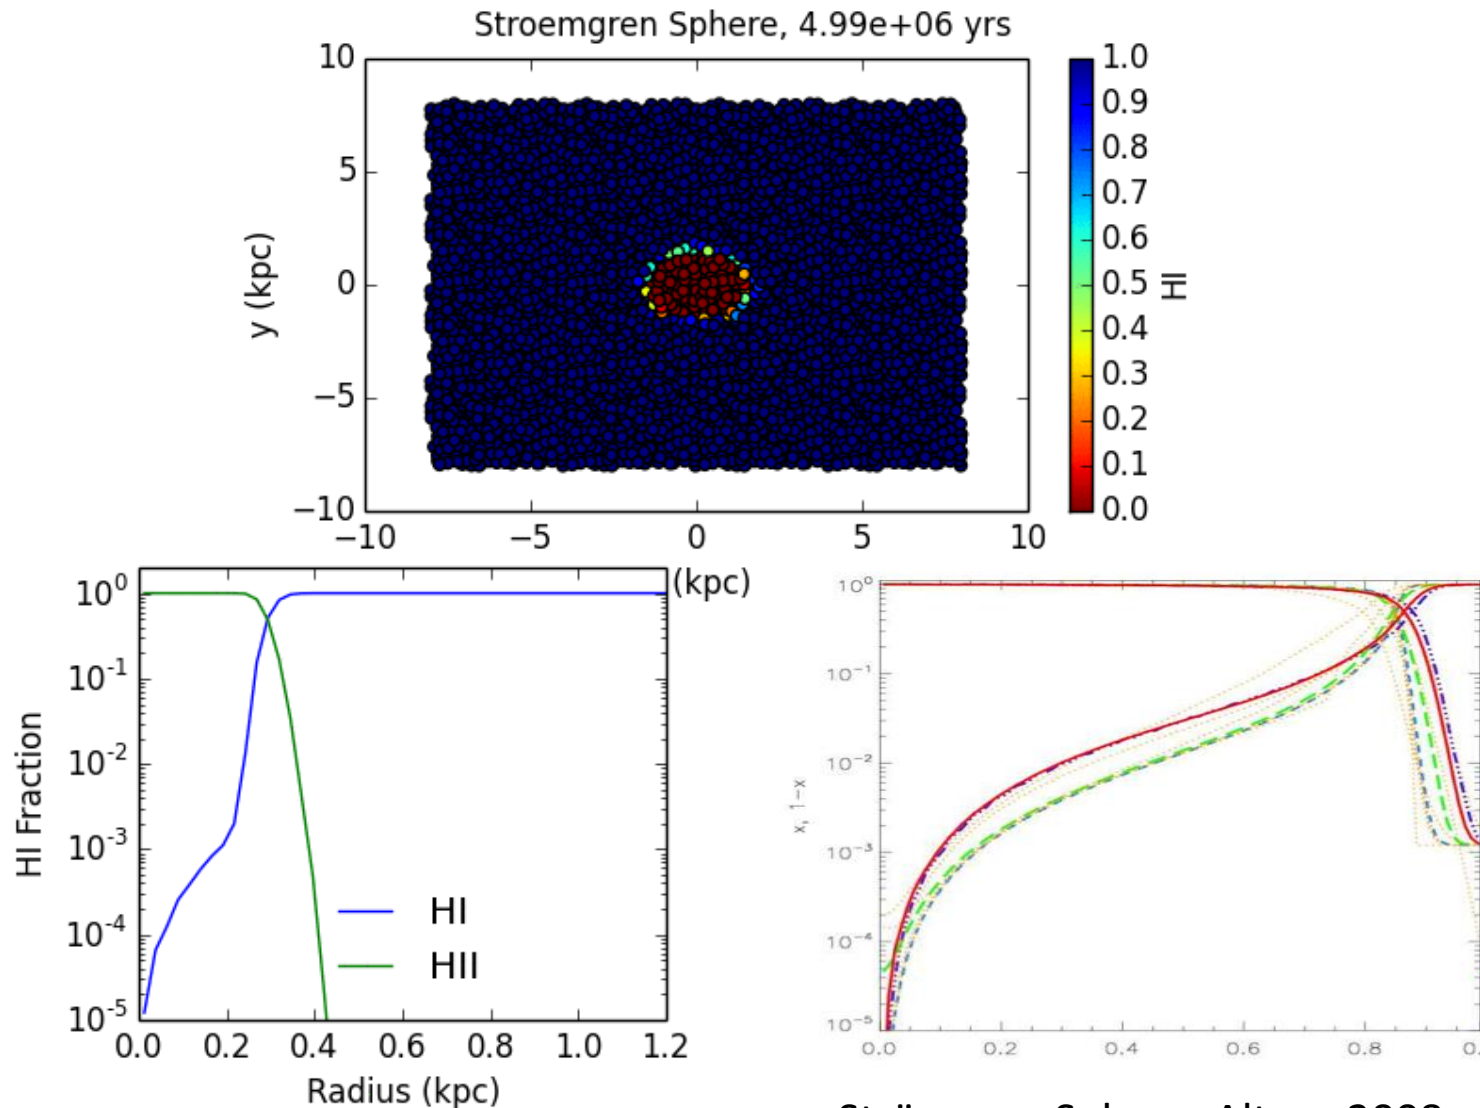 Stroemgren Sphere, 4.99e+06 yrs
10
5
0
−5
−10
y (kpc)
−10 −5 0 5 10
(kpc)
1.0
0.9
0.8
0.7
0.6
0.5
0.4
0.3
0.2
0.1
0.0
HI
10^0
10^-1
10^-2
10^-3
10^-4
10^-5
HI Fraction
HI
HII
0.0 0.2 0.4 0.6 0.8 1.0 1.2
Radius (kpc)
10^0
10^-1
10^-2
10^-3
10^-4
10^-5
x, 1−x
0.0 0.2 0.4 0.6 0.8